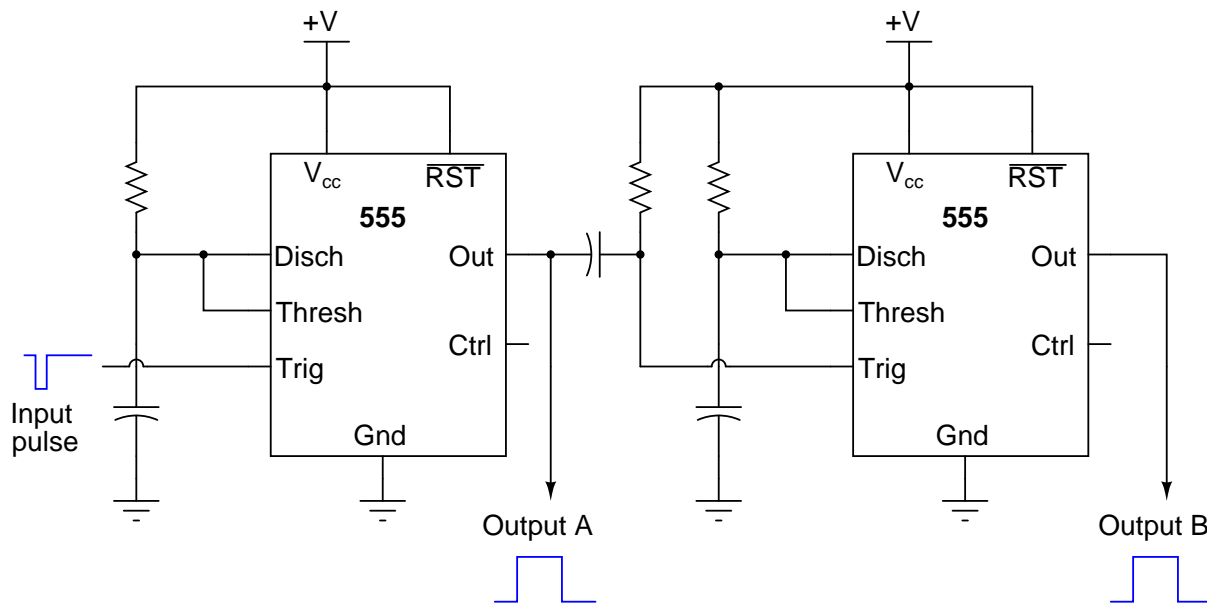 +V
+V
Vcc
RST
555
Disch
Out
Thresh
Ctrl
Trig
Gnd
Vcc
RST
555
Disch
Out
Thresh
Ctrl
Trig
Gnd
Input
pulse
Output A
Output B